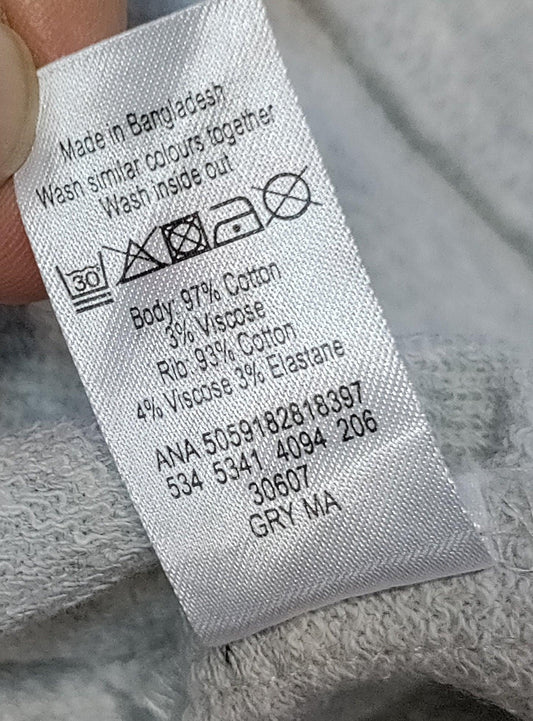 Made in Bangladesh
Wash similar colours together
Wash inside out
30
Body: 97% Cotton
3% Viscose
Rib: 93% Cotton
4% Viscose 3% Elastane
ANA 5059182818397
534 5341 4094 206
30607
GRY MA